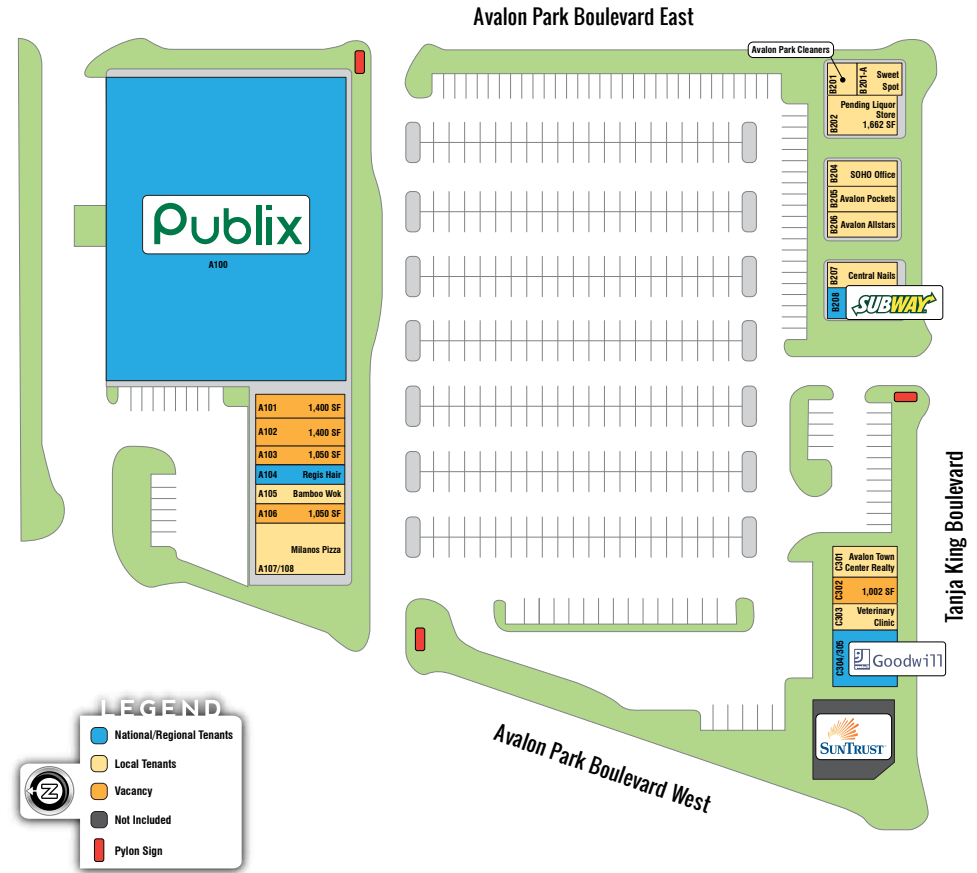 Avalon Park Boulevard East
Avalon Park Cleaners
B201
B201-A
Sweet
Spot
B202
Pending Liquor
Store
1,662 SF
B204
SOHO Office
B205
Avalon Pockets
B206
Avalon Allstars
B207
Central Nails
B208
SUBWAY
Publix
A100
A101 1,400 SF
A102 1,400 SF
A103 1,050 SF
A104 Regis Hair
A105 Bamboo Wok
A106 1,050 SF
Milanos Pizza
A107/108
Tanja King Boulevard
C301
Avalon Town
Center Realty
C302
1,002 SF
C303
Veterinary
Clinic
C304/305
Goodwill
SUNTRUST
Avalon Park Boulevard West
LEGEND
National/Regional Tenants
Local Tenants
Vacancy
Not Included
Pylon Sign
N